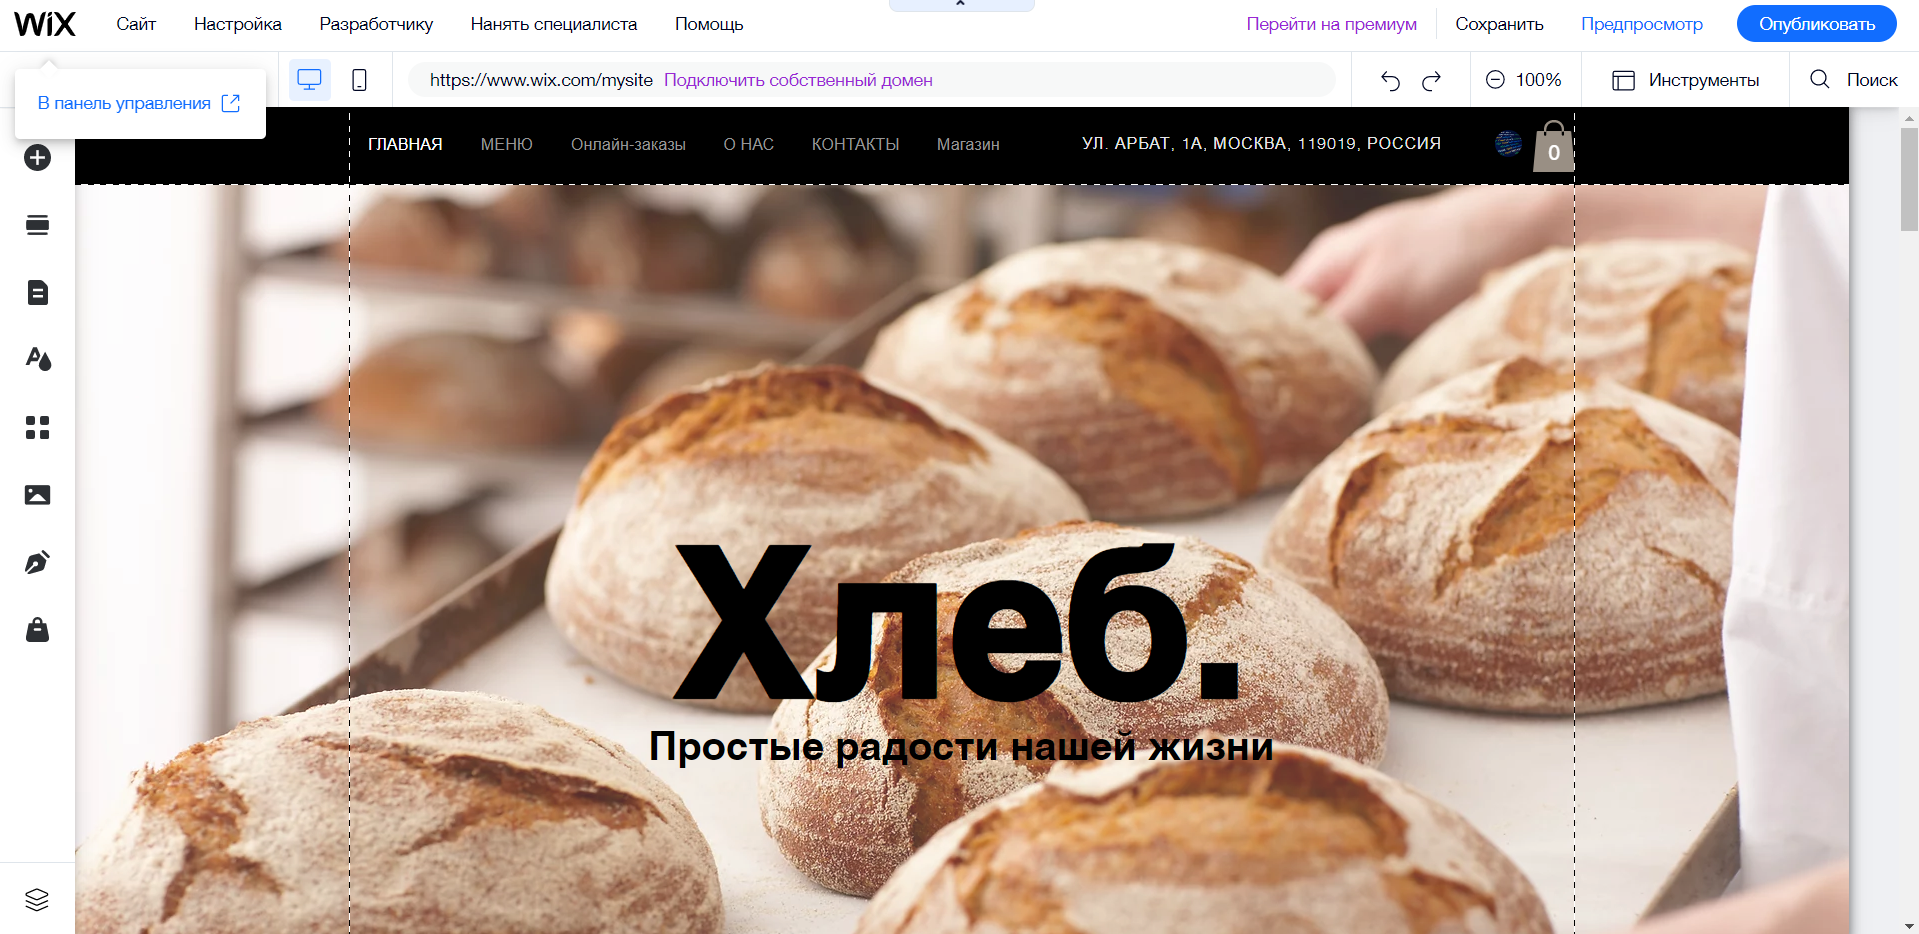 WiX Сайт Настройка Разработчику Нанять специалиста Помощь Перейти на премиум Сохранить Предпросмотр Опубликовать
В панель управления https://www.wix.com/mysite Подключить собственный домен 100% Инструменты Поиск
ГЛАВНАЯ МЕНЮ Онлайн-заказы О НАС КОНТАКТЫ Магазин УЛ. АРБАТ, 1А, МОСКВА, 119019, РОССИЯ 0
Хлеб.
Простые радости нашей жизни